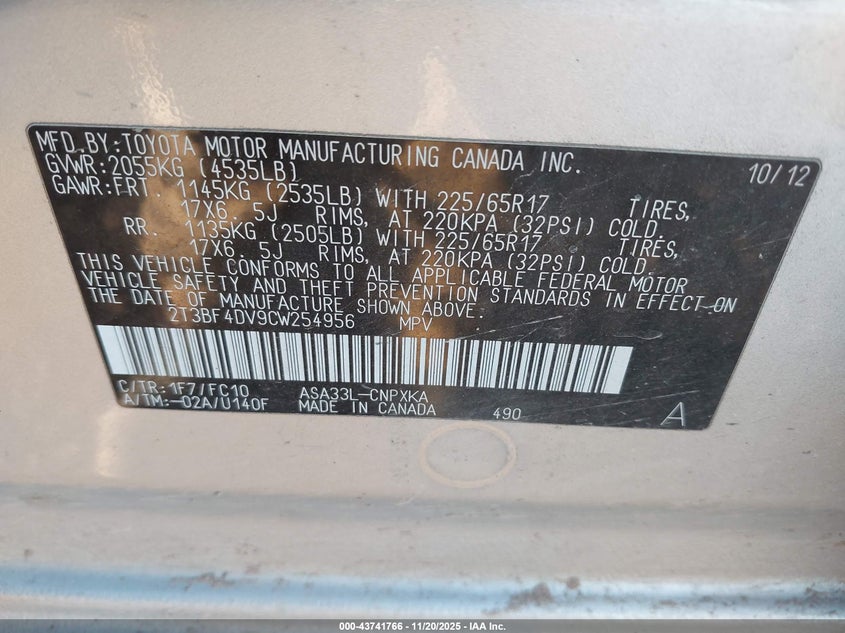 MFD.BY:TOYOTA MOTOR MANUFACTURING CANADA INC. 10/12
GVWR:2055KG (4535LB)
GAWR:FRT. 1145KG (2535LB) WITH 225/65R17 TIRES,
17X6.5J RIMS, AT 220KPA (32PSI) COLD.
RR. 1135KG (2505LB) WITH 225/65R17 TIRES,
17X6.5J RIMS, AT 220KPA (32PSI) COLD.
THIS VEHICLE CONFORMS TO ALL APPLICABLE FEDERAL MOTOR
VEHICLE SAFETY AND THEFT PREVENTION STANDARDS IN EFFECT ON
THE DATE OF MANUFACTURE SHOWN ABOVE.
2T3BF4DV9CW254956 MPV
C/TR:1F7/FC10 ASA33L-CNPXKA
A/TM:-02A/U140F MADE IN CANADA 490 A
000-43741766 - 11/20/2025 - IAA Inc.